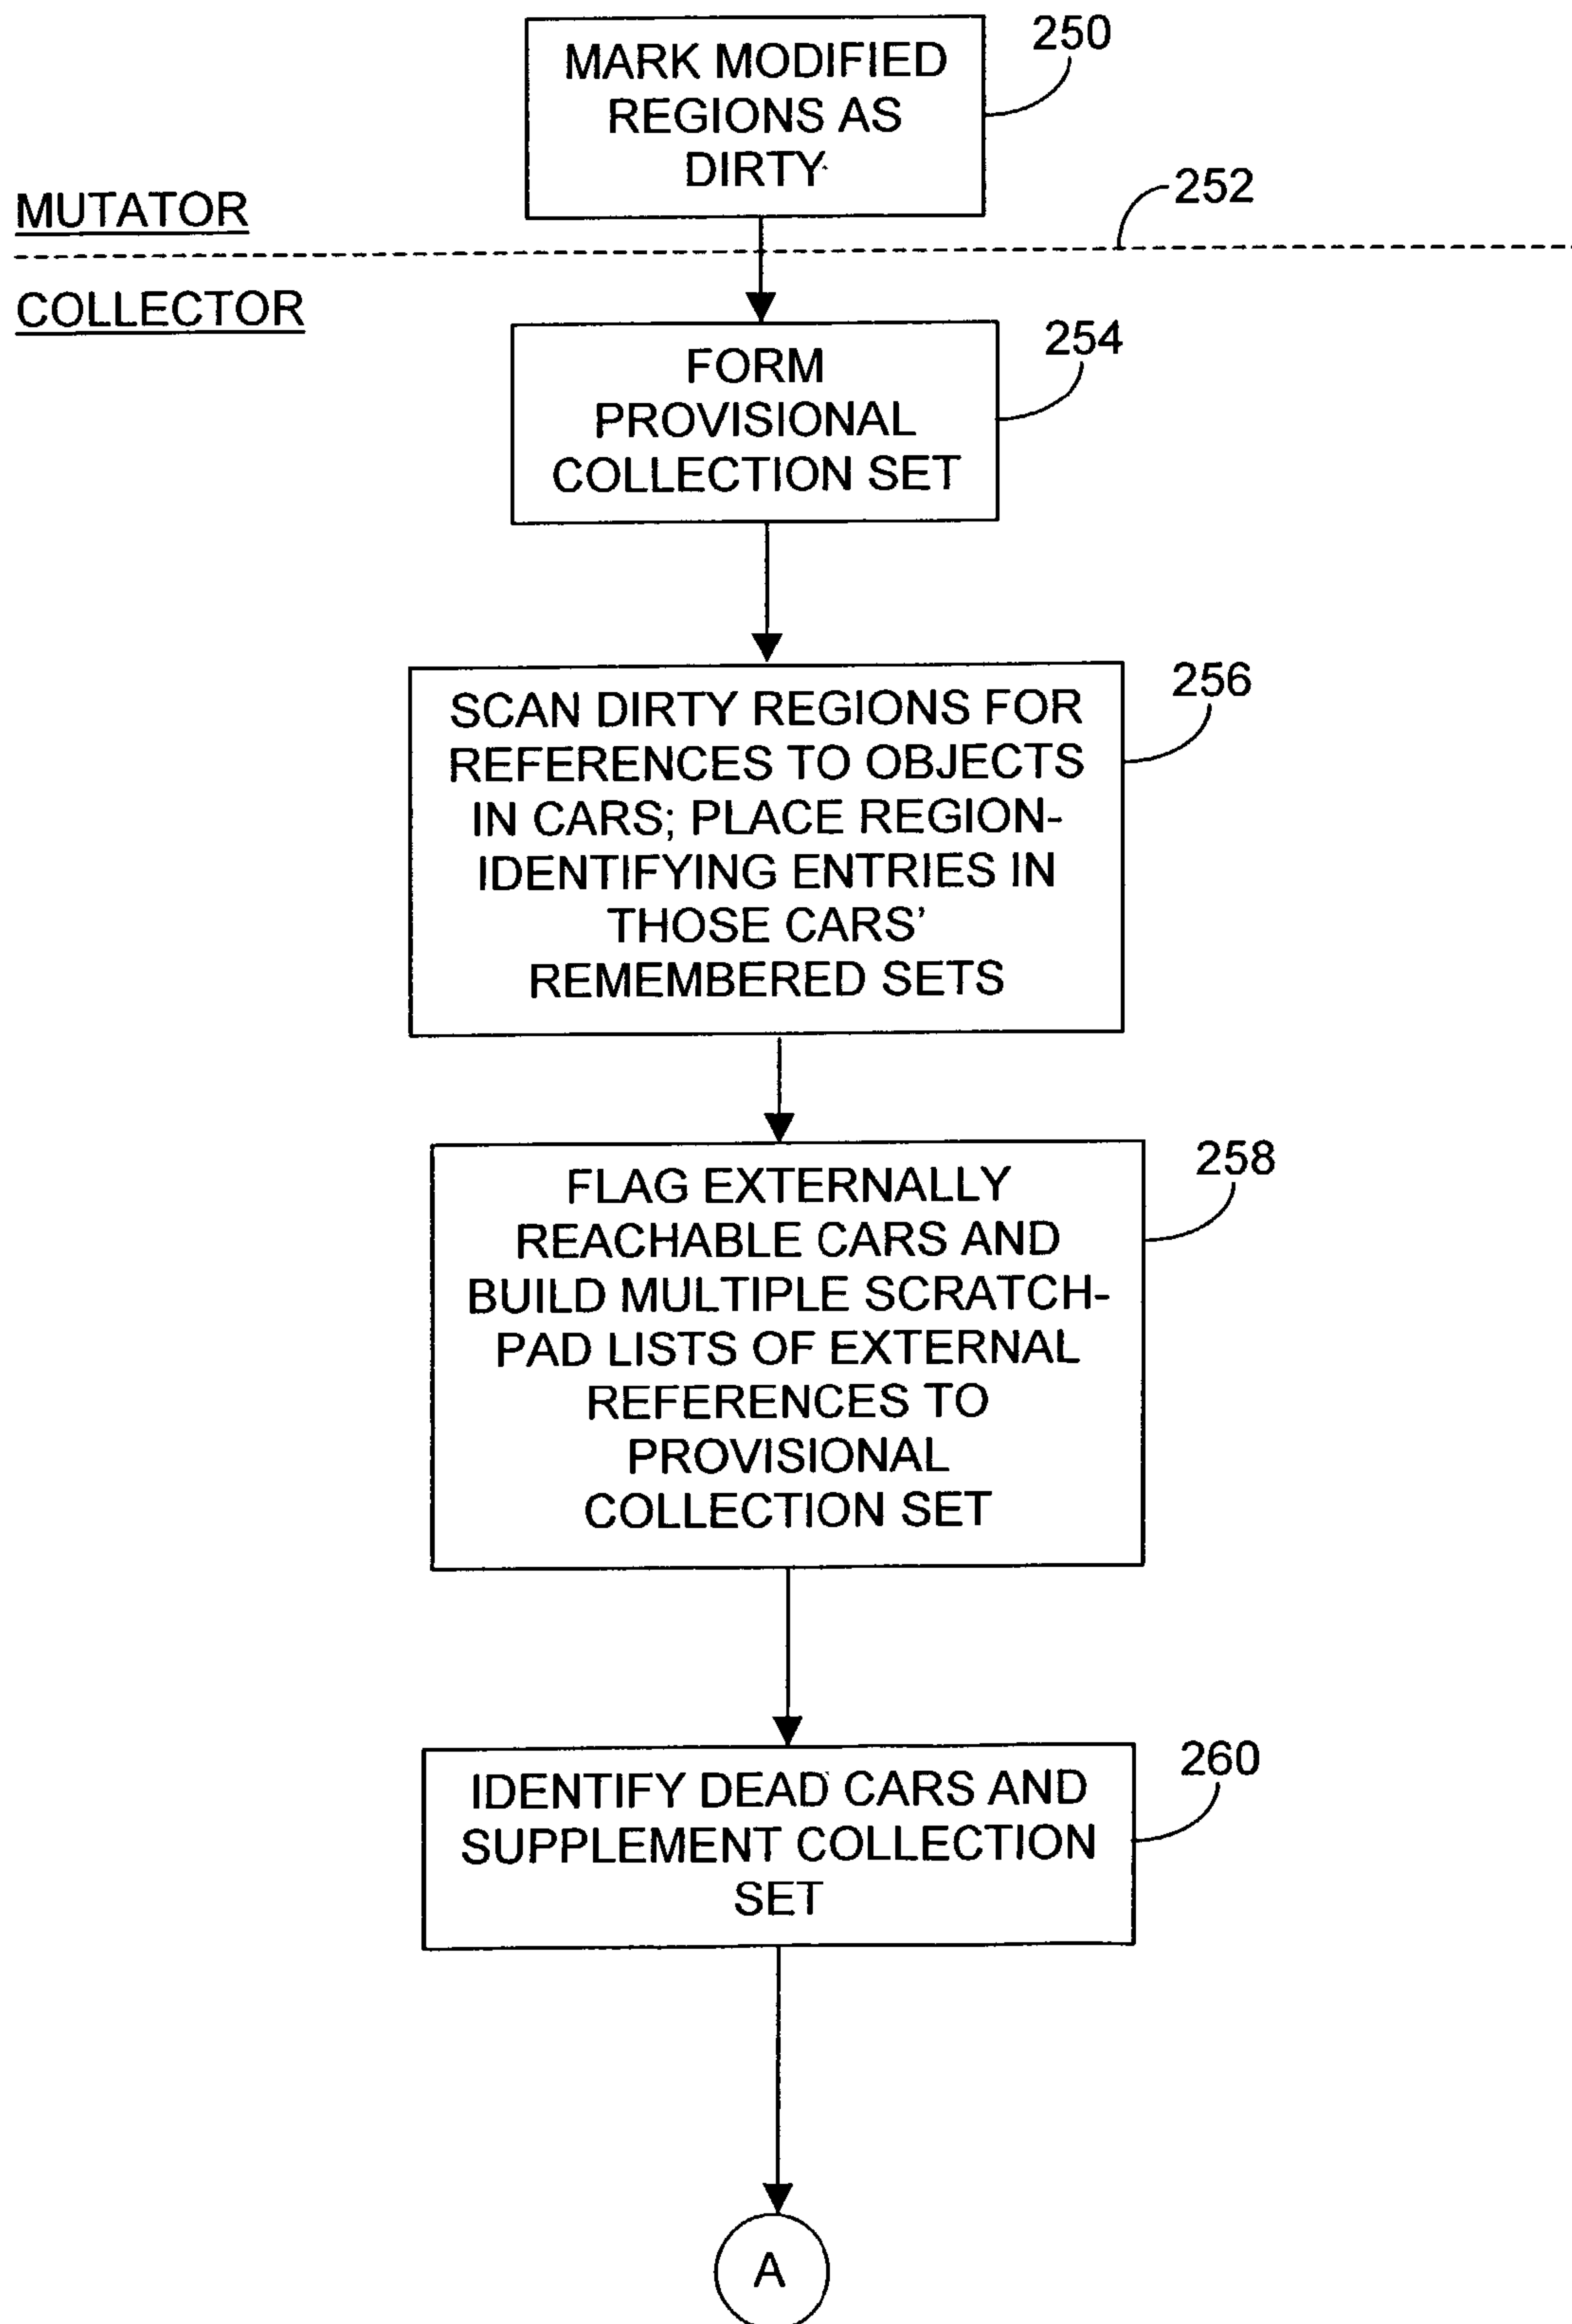 MARK MODIFIED
REGIONS AS
DIRTY
250
252
MUTATOR
COLLECTOR
FORM
PROVISIONAL
COLLECTION SET
254
SCAN DIRTY REGIONS FOR
REFERENCES TO OBJECTS
IN CARS; PLACE REGION-
IDENTIFYING ENTRIES IN
THOSE CARS’
REMEMBERED SETS
256
FLAG EXTERNALLY
REACHABLE CARS AND
BUILD MULTIPLE SCRATCH-
PAD LISTS OF EXTERNAL
REFERENCES TO
PROVISIONAL
COLLECTION SET
258
IDENTIFY DEAD CARS AND
SUPPLEMENT COLLECTION
SET
260
A